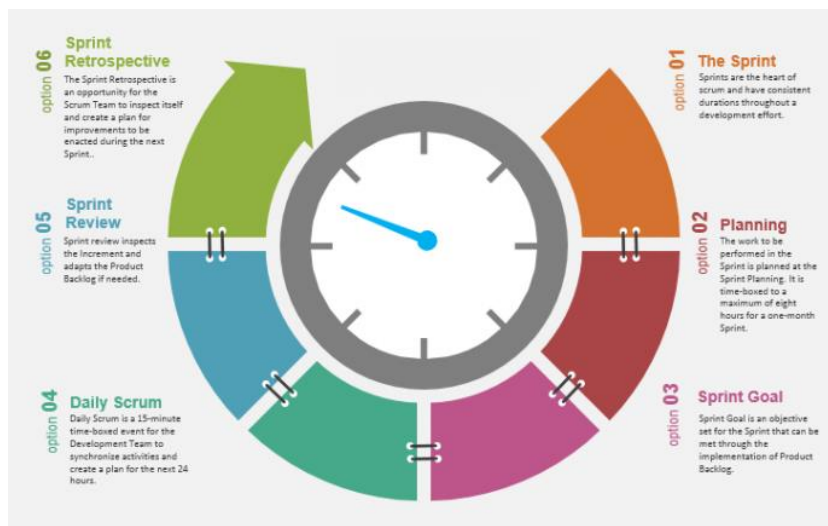 option 01
The Sprint
Sprints are the heart of
scrum and have consistent
durations throughout a
development effort.
option 02
Planning
The work to be
performed in the
Sprint is planned at the
Sprint Planning. It is
time-boxed to a
maximum of eight
hours for a one-month
Sprint.
option 03
Sprint Goal
Sprint Goal is an objective
set for the Sprint that can be
met through the
implementation of Product
Backlog.
option 04
Daily Scrum
Daily Scrum is a 15-minute
time-boxed event for the
Development Team to
synchronize activities and
create a plan for the next 24
hours.
option 05
Sprint
Review
Sprint review inspects
the Increment and
adapts the Product
Backlog if needed.
option 06
Sprint
Retrospective
The Sprint Retrospective is
an opportunity for the
Scrum Team to inspect itself
and create a plan for
improvements to be
enacted during the next
Sprint..